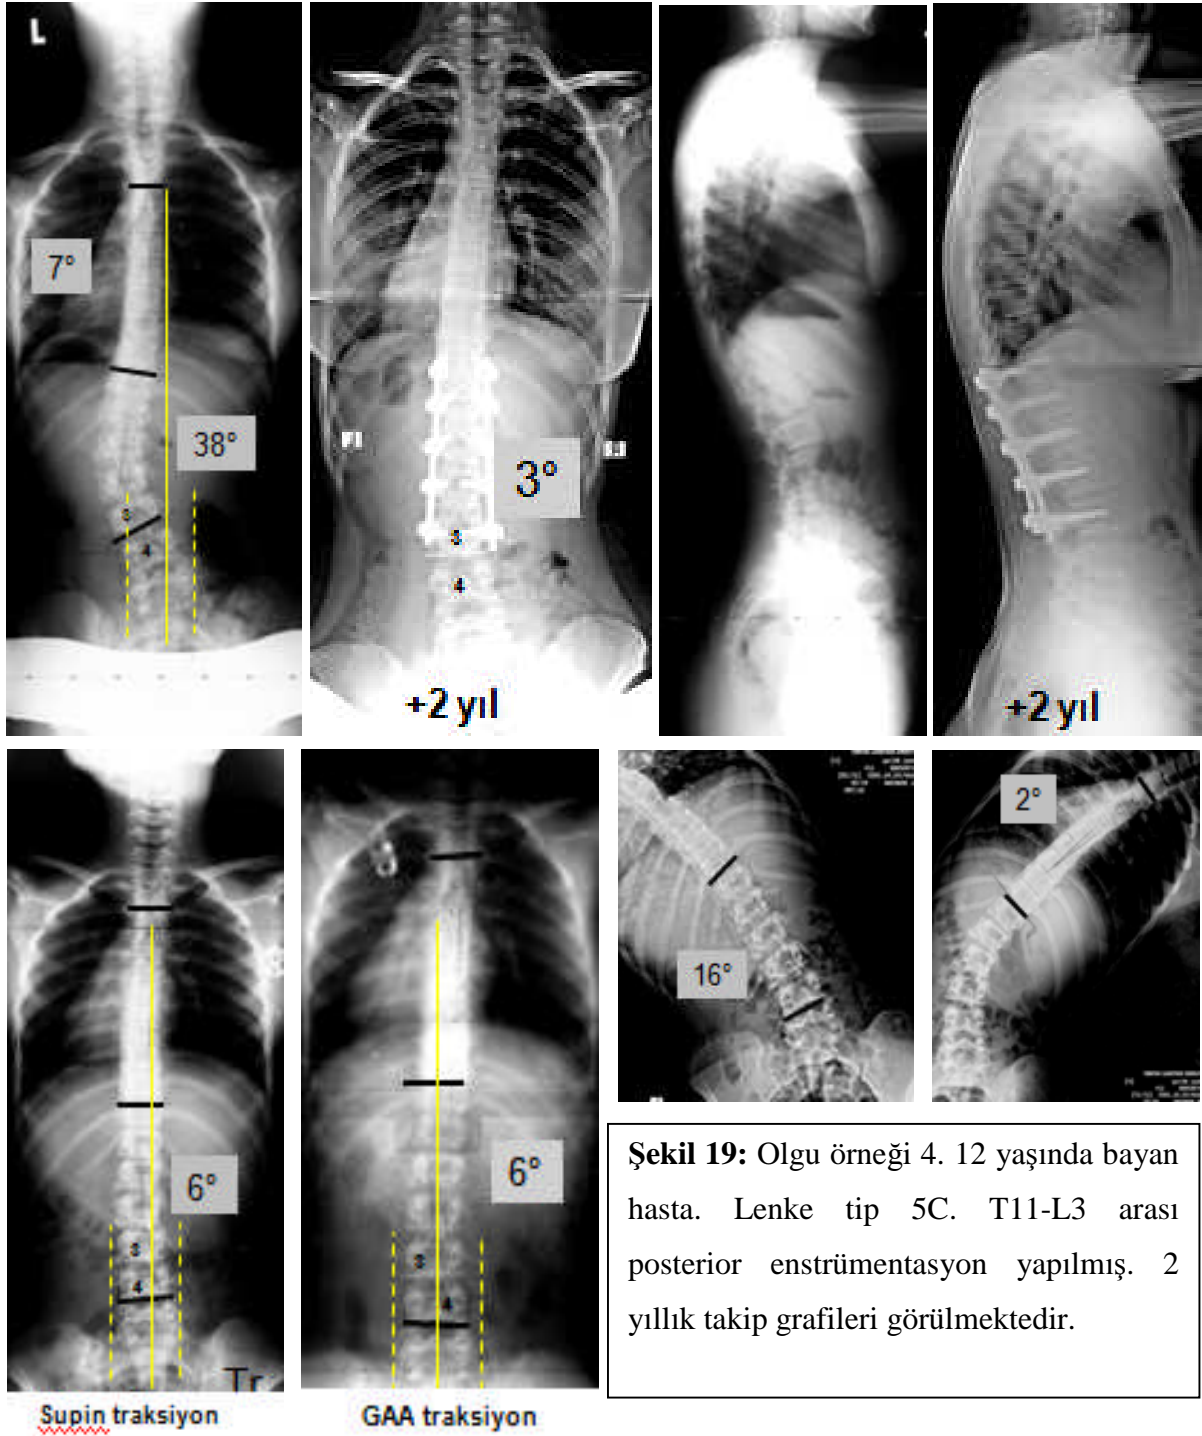 L
7°
38°
3
4
3°
3
4
+2 yıl
+2 yıl
6°
3
4
Tr
Supin traksiyon
6°
3
4
GAA traksiyon
16°
2°
Şekil 19: Olgu örneği 4. 12 yaşında bayan
hasta. Lenke tip 5C. T11-L3 arası
posterior enstrümentasyon yapılmış. 2
yıllık takip grafileri görülmektedir.